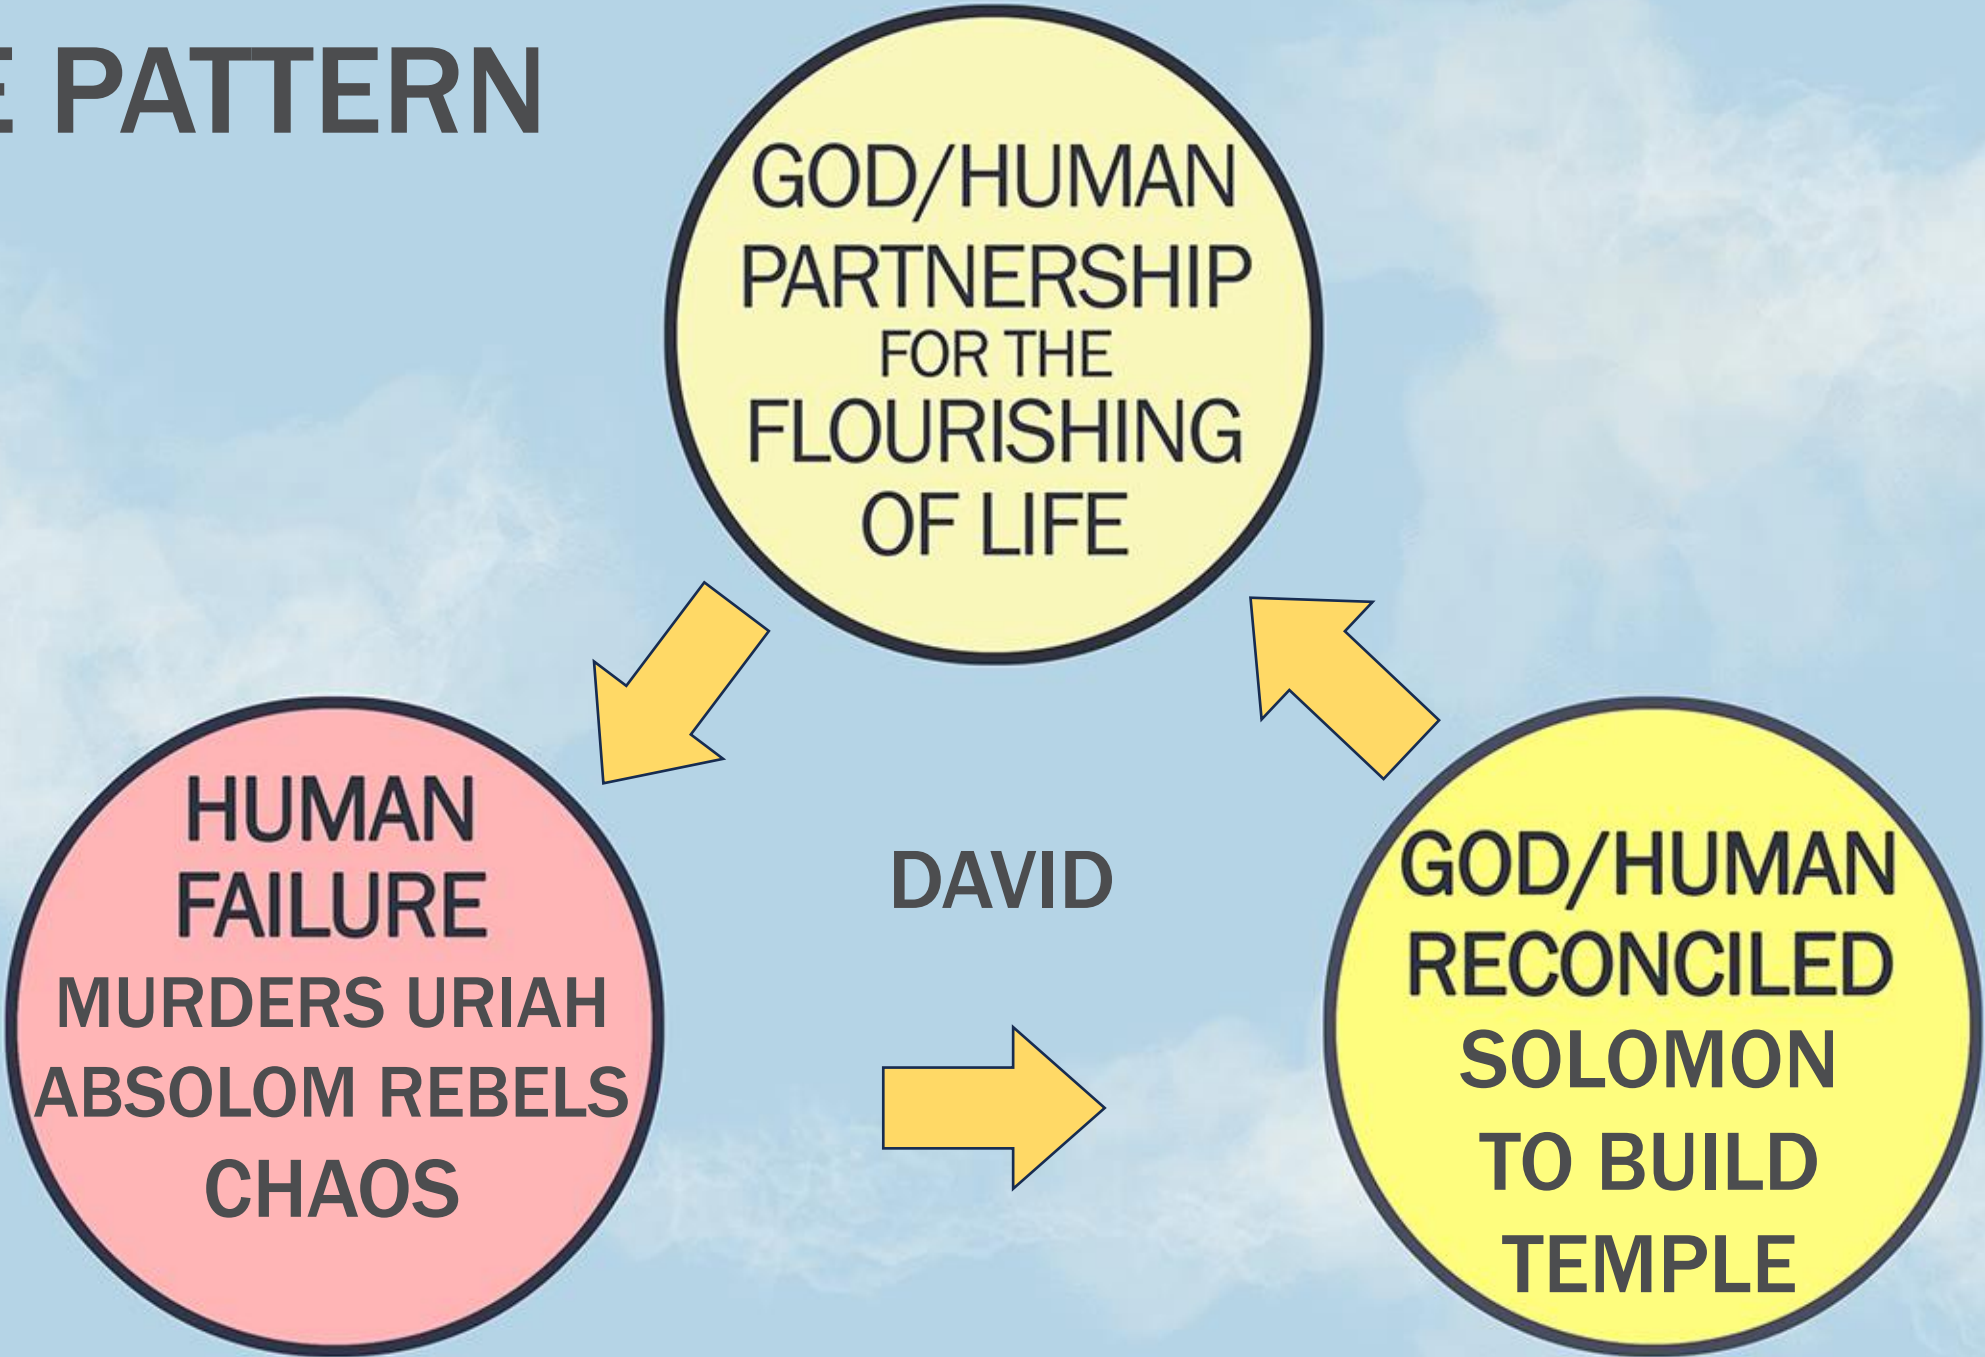 E PATTERN
GOD/HUMAN
PARTNERSHIP
FOR THE
FLOURISHING
OF LIFE
HUMAN
FAILURE
MURDERS URIAH
ABSOLOM REBELS
CHAOS
DAVID
GOD/HUMAN
RECONCILED
SOLOMON
TO BUILD
TEMPLE